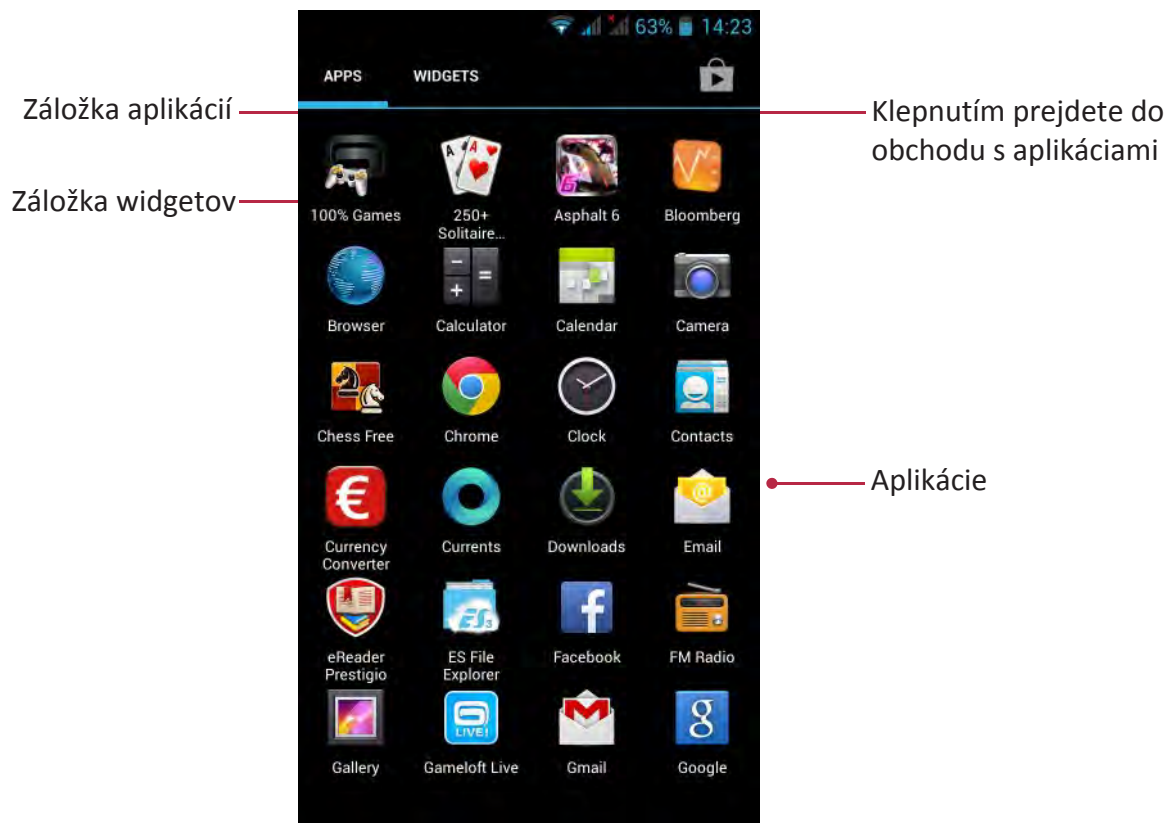 63% 14:23
APPS WIDGETS
Záložka aplikácií
Klepnutím prejdete do
obchodu s aplikáciami
Záložka widgetov
100% Games 250+ Asphalt 6 Bloomberg
Solitaire...
Browser Calculator Calendar Camera
Chess Free Chrome Clock Contacts
Aplikácie
Currency Currents Downloads Email
Converter
eReader ES File Facebook FM Radio
Prestigio Explorer
LIVE!
Gallery Gameloft Live Gmail Google